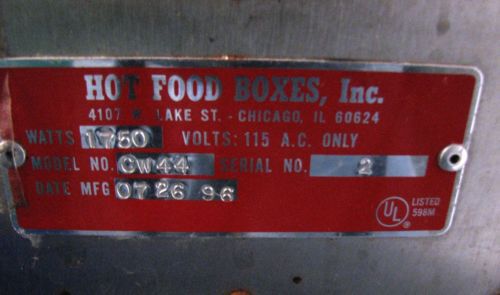 HOT FOOD BOXES, Inc.
4107 W LAKE ST. - CHICAGO, IL 60624
WATTS 1750 VOLTS: 115 A.C. ONLY
MODEL NO. CW44 SERIAL NO. 2
DATE MFG 07 26 96
UL ® LISTED
598M